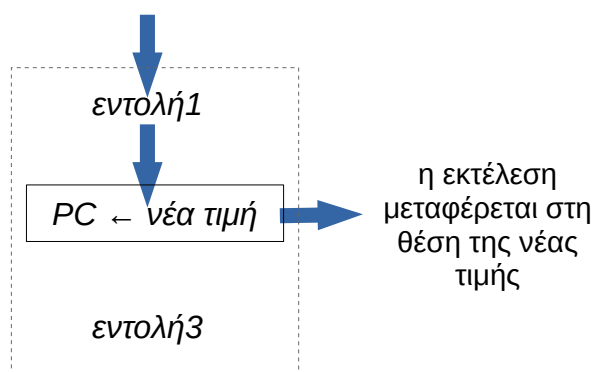 εντολή1
PC ← νέα τιμή
η εκτέλεση
μεταφέρεται στη
θέση της νέας
τιμής
εντολή3